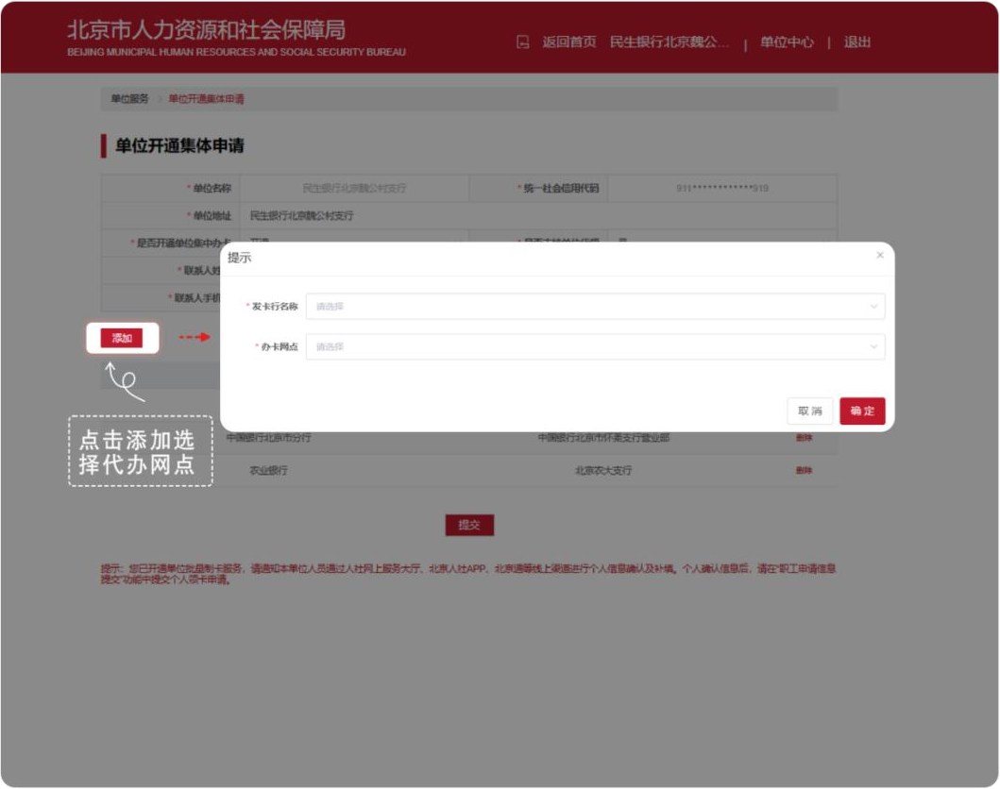 北京市人力资源和社会保障局
BEIJING MUNICIPAL HUMAN RESOURCES AND SOCIAL SECURITY BUREAU
返回首页 民生银行北京魏公... | 单位中心 | 退出
单位服务 > 单位开通集体申请
单位开通集体申请
* 单位名称 民生银行北京魏公村支行 * 统一社会信用代码 911************919
* 单位地址 民生银行北京魏公村支行
* 是否开通单位集中办卡 开通
* 联系人姓
* 联系人手机
提示 ×
* 发卡行名称 请选择
* 办卡网点 请选择
取消 确定
添加
点击添加选
择代办网点
中国银行北京市分行 中国银行北京市怀柔支行营业部 删除
农业银行 北京农大支行 删除
提交
提示：您已开通单位批量制卡服务，请通知本单位人员通过人社网上服务大厅、北京人社APP、北京通等线上渠道进行个人信息确认及补填。个人确认信息后，请在"职工申请信息
提交"功能中提交个人领卡申请。